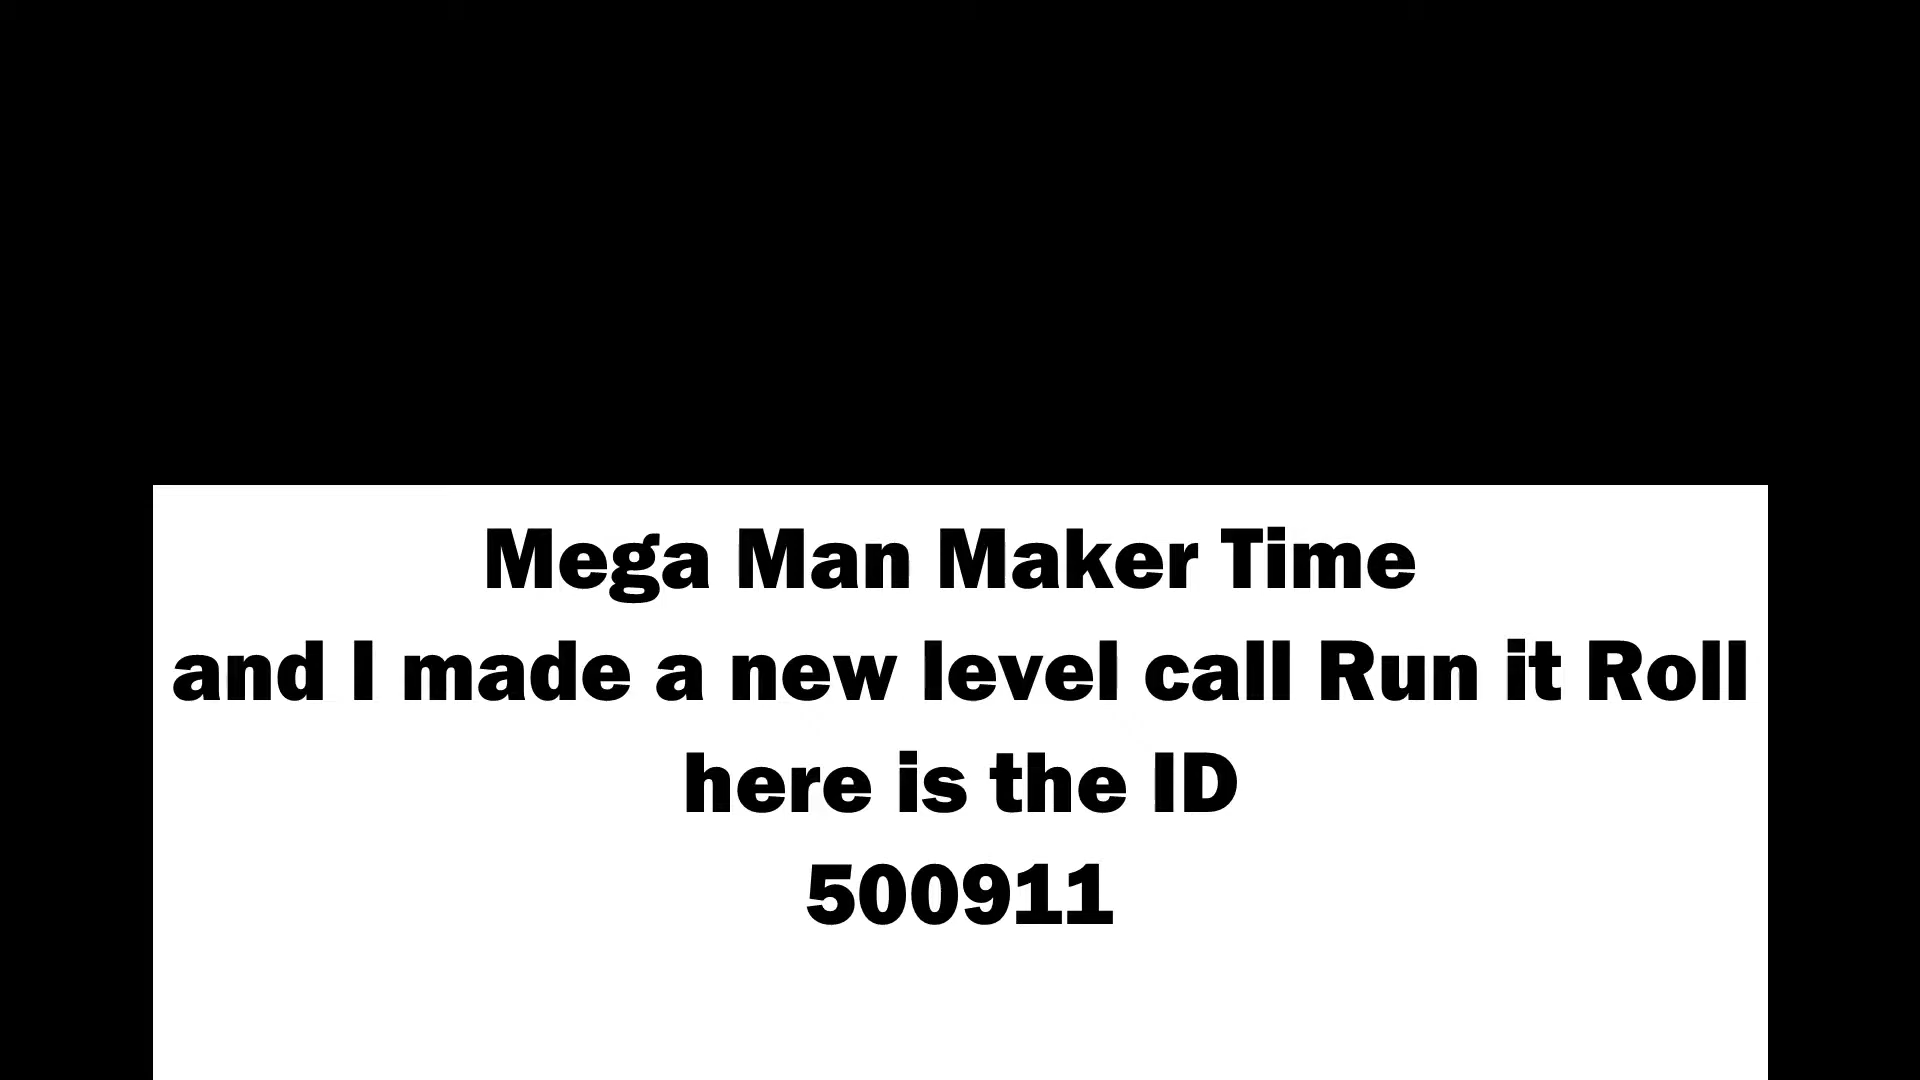 Mega Man Maker Time
and I made a new level call Run it Roll
here is the ID
500911